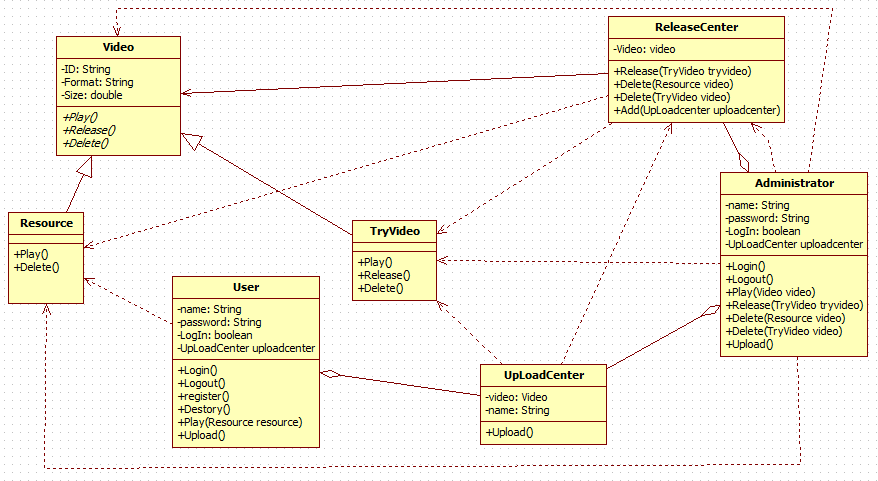 Video
-ID: String
-Format: String
-Size: double
+Play()
+Release()
+Delete()
ReleaseCenter
-Video: video
+Release(TryVideo tryvideo)
+Delete(Resource video)
+Delete(TryVideo video)
+Add(UpLoadcenter uploadcenter)
Administrator
-name: String
-password: String
-LogIn: boolean
-UpLoadCenter uploadcenter
+Login()
+Logout()
+Play(Video video)
+Release(TryVideo tryvideo)
+Delete(Resource video)
+Delete(TryVideo video)
+Upload()
Resource
+Play()
+Delete()
TryVideo
+Play()
+Release()
+Delete()
User
-name: String
-password: String
-LogIn: boolean
-UpLoadCenter uploadcenter
+Login()
+Logout()
+register()
+Destory()
+Play(Resource resource)
+Upload()
UpLoadCenter
-video: Video
-name: String
+Upload()